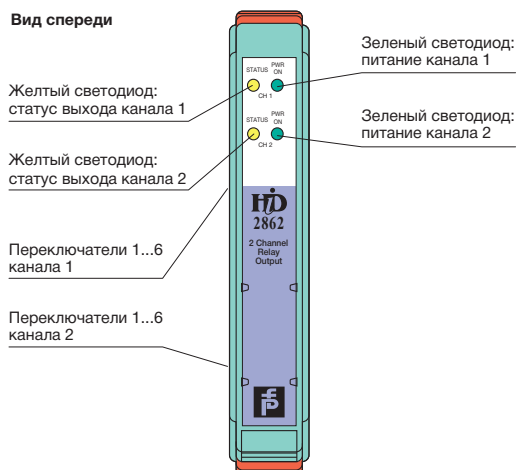 Вид спереди
Желтый светодиод:
статус выхода канала 1
Желтый светодиод:
статус выхода канала 2
Переключатели 1...6
канала 1
Переключатели 1...6
канала 2
STATUS PWR
ON
CH 1
STATUS PWR
ON
CH 2
HiD
2862
2 Channel
Relay
Output
Зеленый светодиод:
питание канала 1
Зеленый светодиод:
питание канала 2